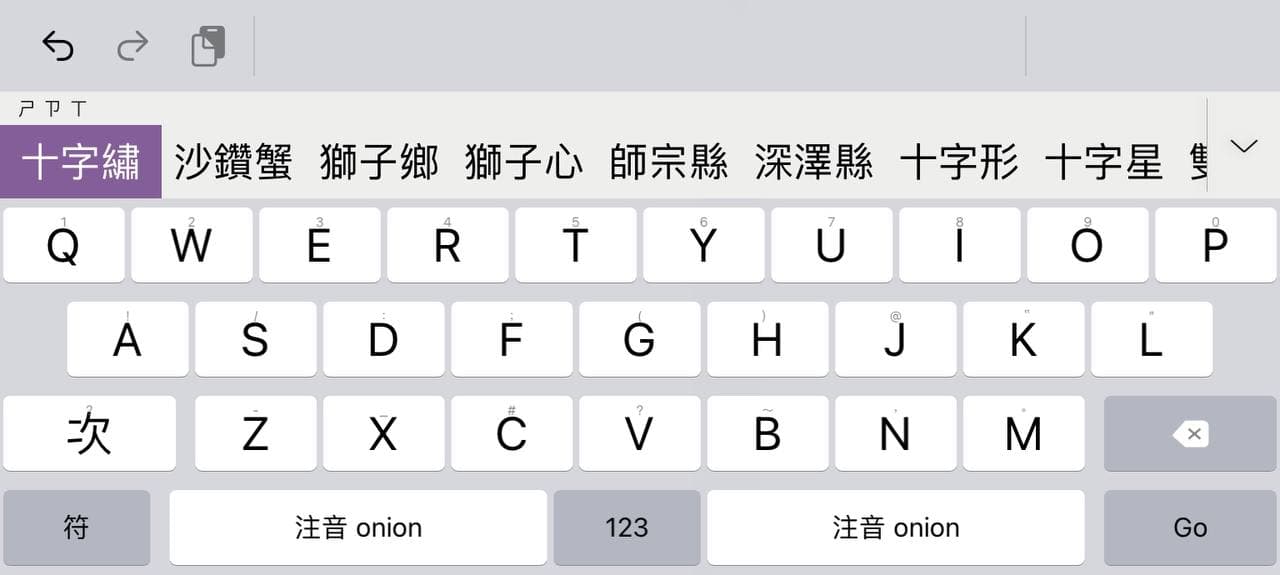 ㄕ ㄗ ㄒ
十字繡 沙鑽蟹 獅子鄉 獅子心 師宗縣 深澤縣 十字形 十字星
1 2 3 4 5 6 7 8 9 0
Q W E R T Y U I O P
! / : ; ( ) @ " "
A S D F G H J K L
? - _ # ? ~ , °
次 Z X C V B N M
符 注音 onion 123 注音 onion Go